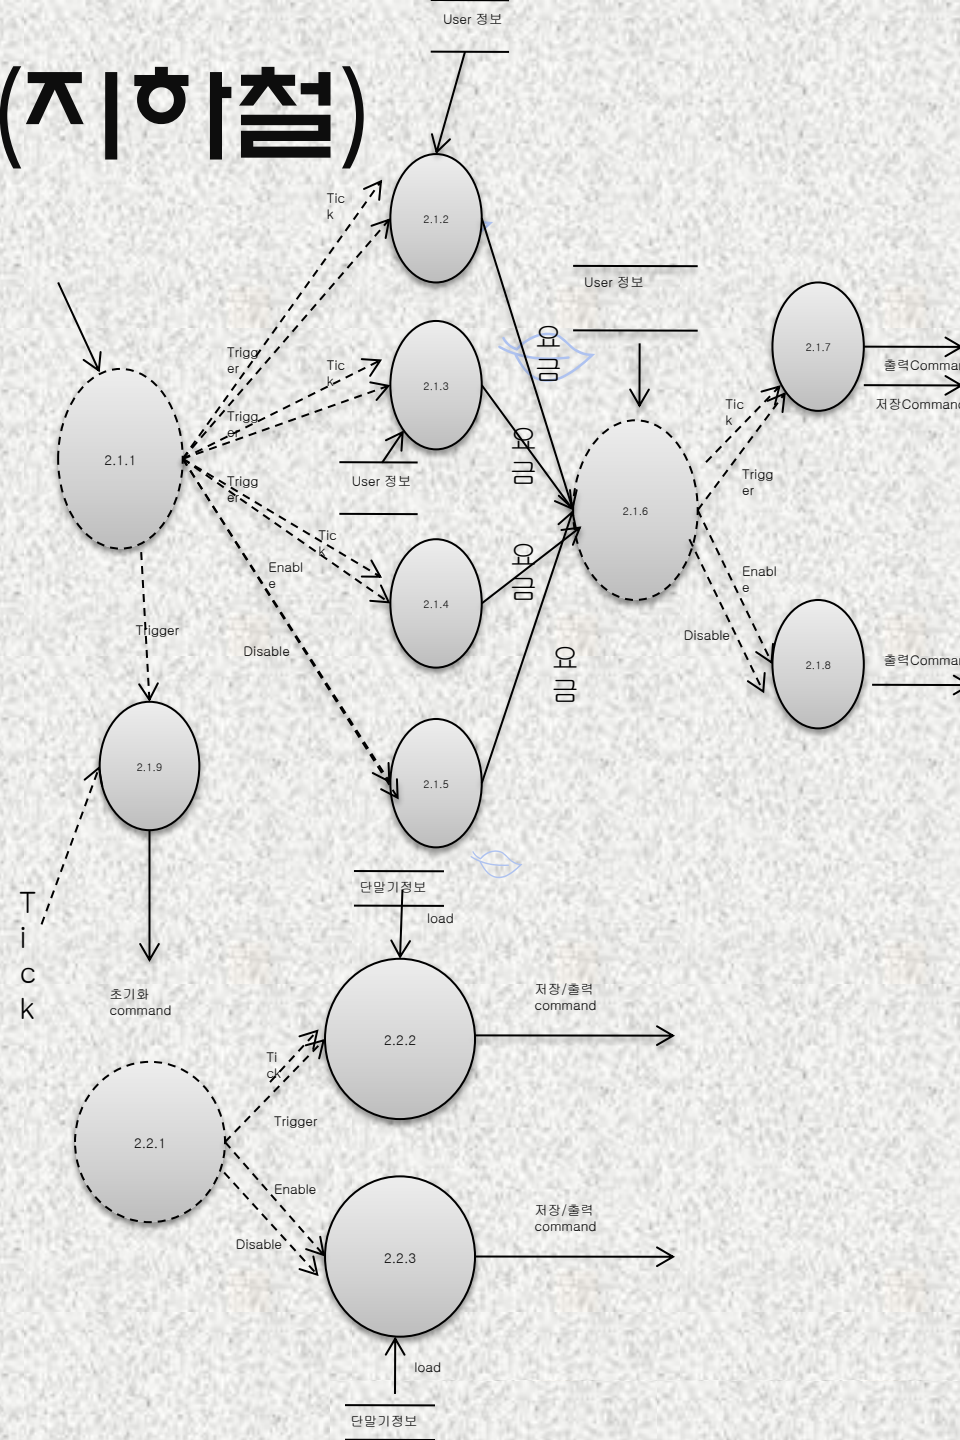 User 정보
(지하철)
Tic
k
2.1.2
User 정보
요금
2.1.7
출력Comman
저장Command
Trigg
er
Tic
k
2.1.3
Trigg
er
Tic
k
2.1.1
User 정보
요금
2.1.6
Trigg
er
Trigg
er
Tic
k
Enabl
e
요금
2.1.4
Enabl
e
Trigger
Disable
Disable
요금
2.1.8
출력Comman
2.1.9
2.1.5
Tick
단말기정보
load
초기화
command
저장/출력
command
2.2.2
Ti
ck
Trigger
2.2.1
Enable
Disable
저장/출력
command
2.2.3
load
단말기정보